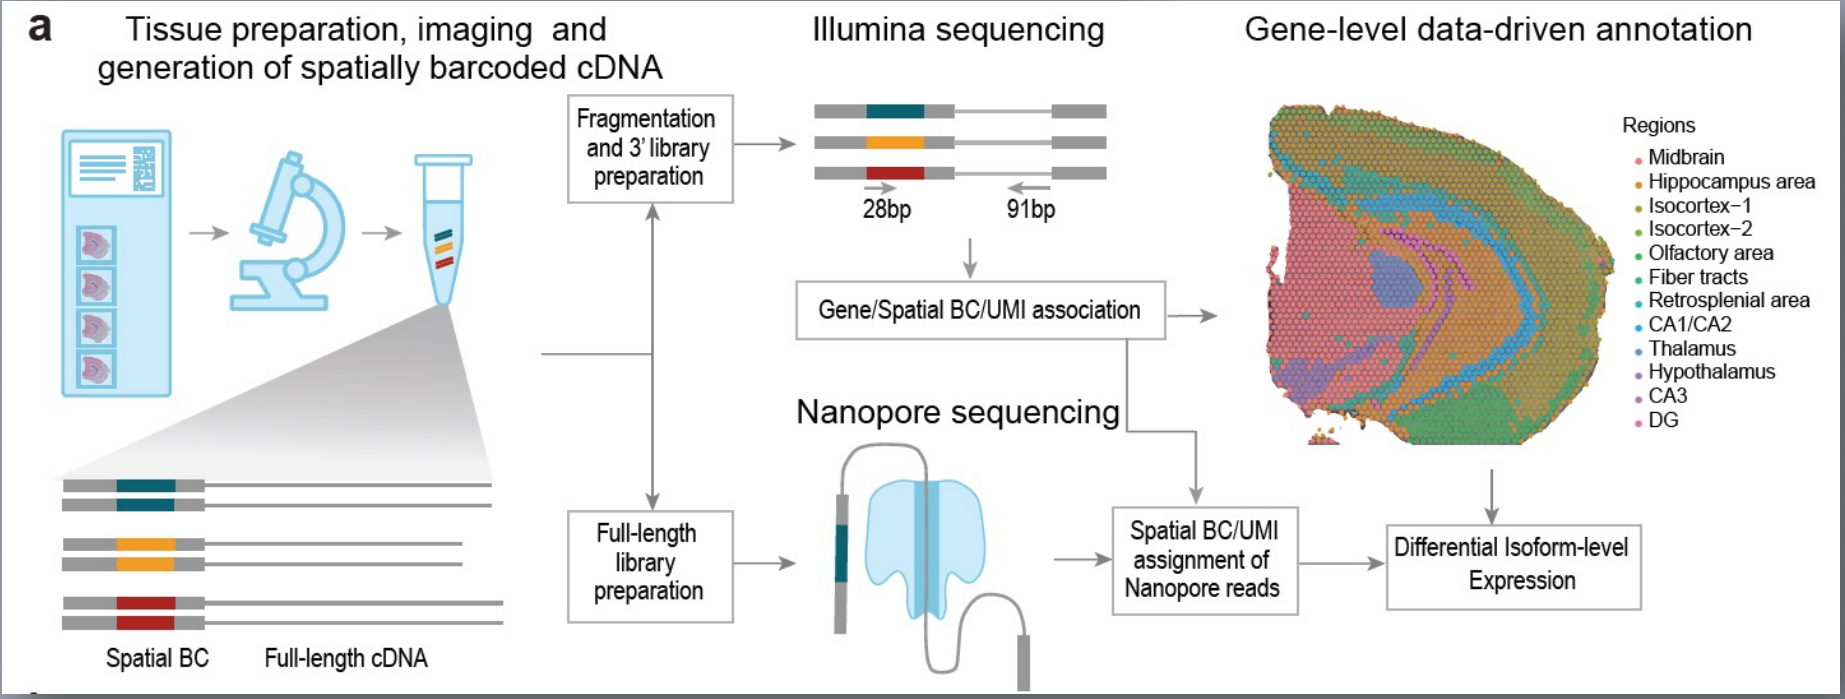 a
Tissue preparation, imaging and
generation of spatially barcoded cDNA
Illumina sequencing
Gene-level data-driven annotation
Fragmentation
and 3’ library
preparation
28bp
91bp
Gene/Spatial BC/UMI association
Regions
Midbrain
Hippocampus area
Isocortex−1
Isocortex−2
Olfactory area
Fiber tracts
Retrosplenial area
CA1/CA2
Thalamus
Hypothalamus
CA3
DG
Nanopore sequencing
Full-length
library
preparation
Spatial BC/UMI
assignment of
Nanopore reads
Differential Isoform-level
Expression
Spatial BC
Full-length cDNA